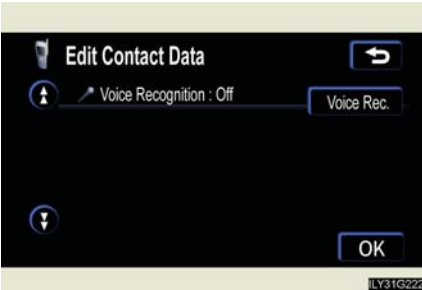 Edit Contact Data
Voice Recognition : Off
Voice Rec.
OK
ILY31G222